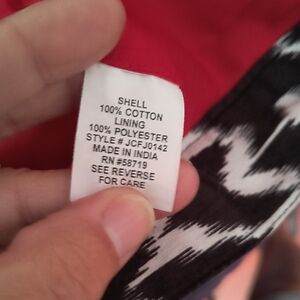 SHELL
100% COTTON
LINING
100% POLYESTER
STYLE # JCFJ0142
MADE IN INDIA
RN #58719
SEE REVERSE
FOR CARE